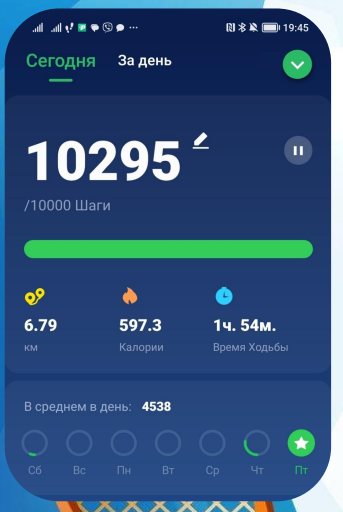 19:45
Сегодня За день
10295
/10000 Шаги
6.79 597.3 1ч. 54м.
км Калории Время Ходьбы
В среднем в день: 4538
Сб Вс Пн Вт Ср Чт Пт